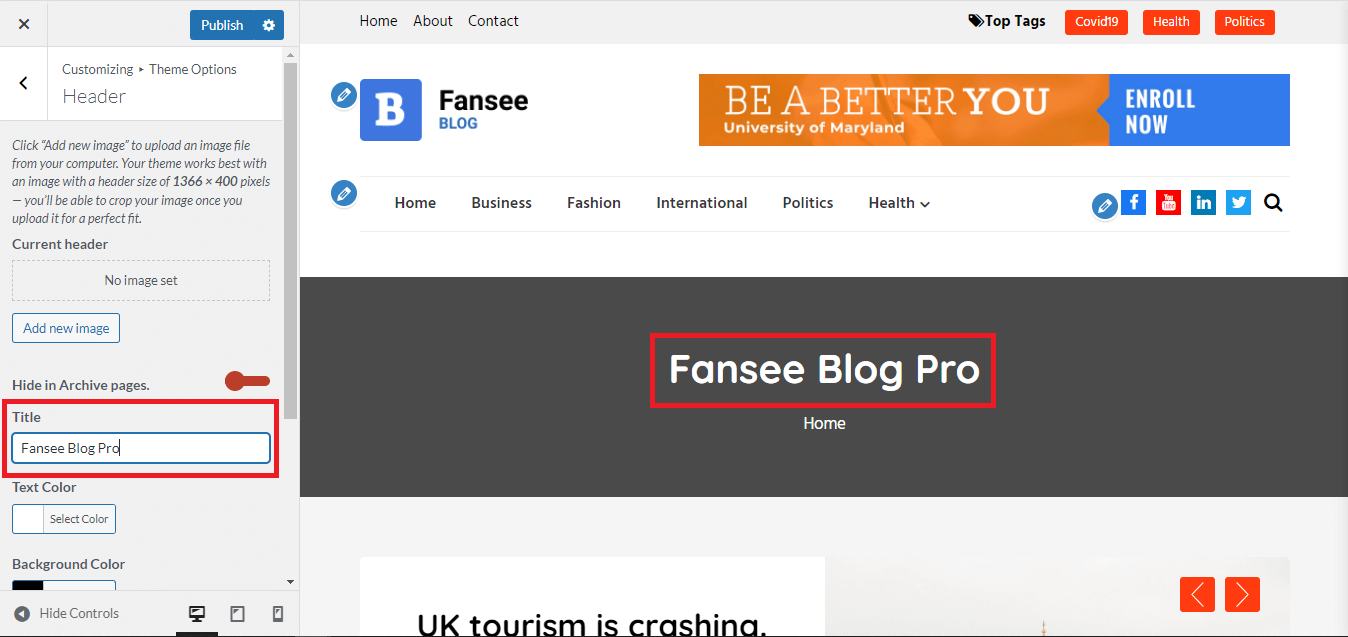 Publish
Customizing ▸ Theme Options
Header
Click “Add new image” to upload an image file
from your computer. Your theme works best with
an image with a header size of 1366 × 400 pixels
— you’ll be able to crop your image once you
upload it for a perfect fit.
Current header
No image set
Add new image
Hide in Archive pages.
Title
Fansee Blog Pro
Text Color
Select Color
Background Color
Hide Controls
Home About Contact
Top Tags Covid19 Health Politics
B
Fansee
BLOG
BE A BETTER YOU
University of Maryland
ENROLL
NOW
Home Business Fashion International Politics Health
f You Tube in
Fansee Blog Pro
Home
UK tourism is crashing.